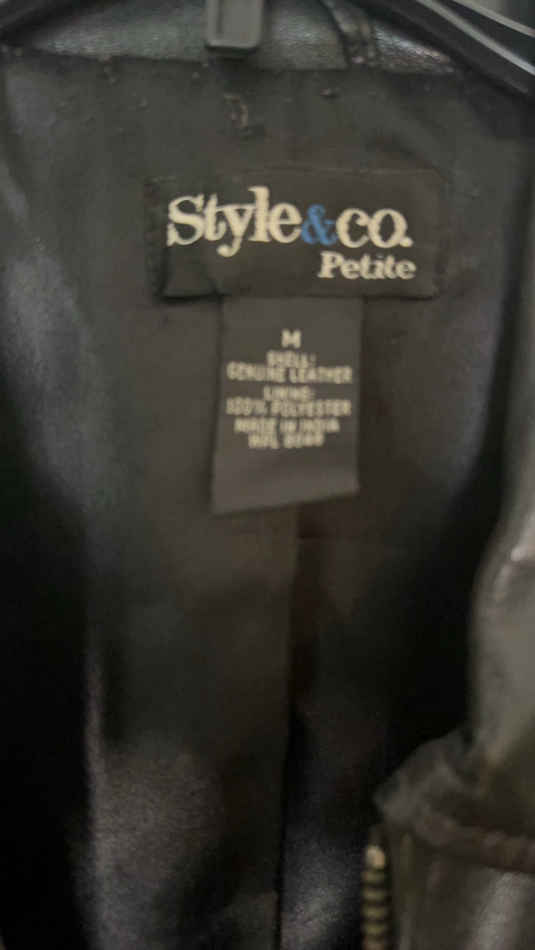 Style&co.
Petite
M
SHELL:
GENUINE LEATHER
LINING:
100% POLYESTER
MADE IN INDIA